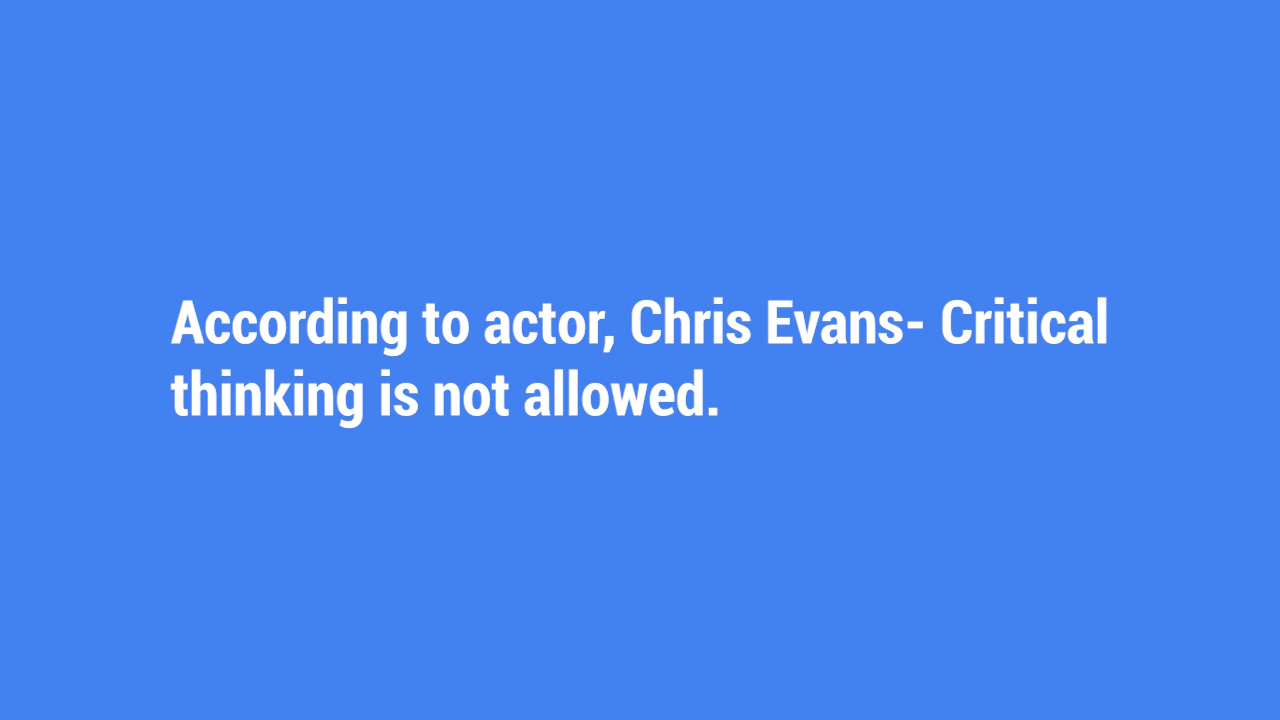 According to actor, Chris Evans- Critical
thinking is not allowed.